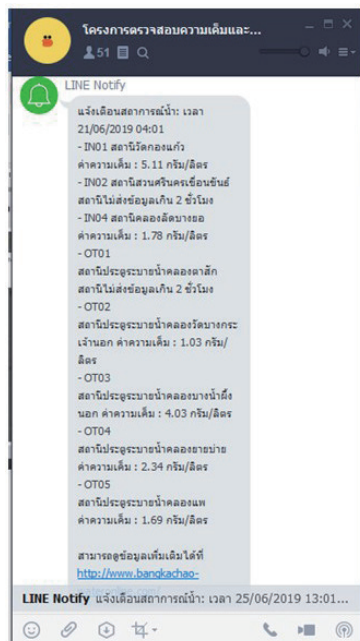 โครงการตรวจสอบความเค็มและ...
51
LINE Notify
แจ้งเตือนสถานการณ์น้ำ: เวลา
21/06/2019 04:01
- IN01 สถานีวัดกองแก้ว
ค่าความเค็ม : 5.11 กรัม/ลิตร
- IN02 สถานีสวนศรีนครเขื่อนขันธ์
สถานีไม่ส่งข้อมูลเกิน 2 ชั่วโมง
- IN04 สถานีคลองลัดบางยอ
ค่าความเค็ม : 1.78 กรัม/ลิตร
- OT01
สถานีประตูระบายน้ำคลองตาสัก
สถานีไม่ส่งข้อมูลเกิน 2 ชั่วโมง
- OT02
สถานีประตูระบายน้ำคลองวัดบางกระ
เจ้านอก ค่าความเค็ม : 1.03 กรัม/
ลิตร
- OT03
สถานีประตูระบายน้ำคลองบางน้ำผึ้ง
นอก ค่าความเค็ม : 4.03 กรัม/ลิตร
- OT04
สถานีประตูระบายน้ำคลองยายบ่าย
ค่าความเค็ม : 2.34 กรัม/ลิตร
- OT05
สถานีประตูระบายน้ำคลองแพ
ค่าความเค็ม : 1.69 กรัม/ลิตร
สามารถดูข้อมูลเพิ่มเติมได้ที่
http://www.bangkachao-
LINE Notify แจ้งเตือนสถานการณ์น้ำ: เวลา 25/06/2019 13:01...